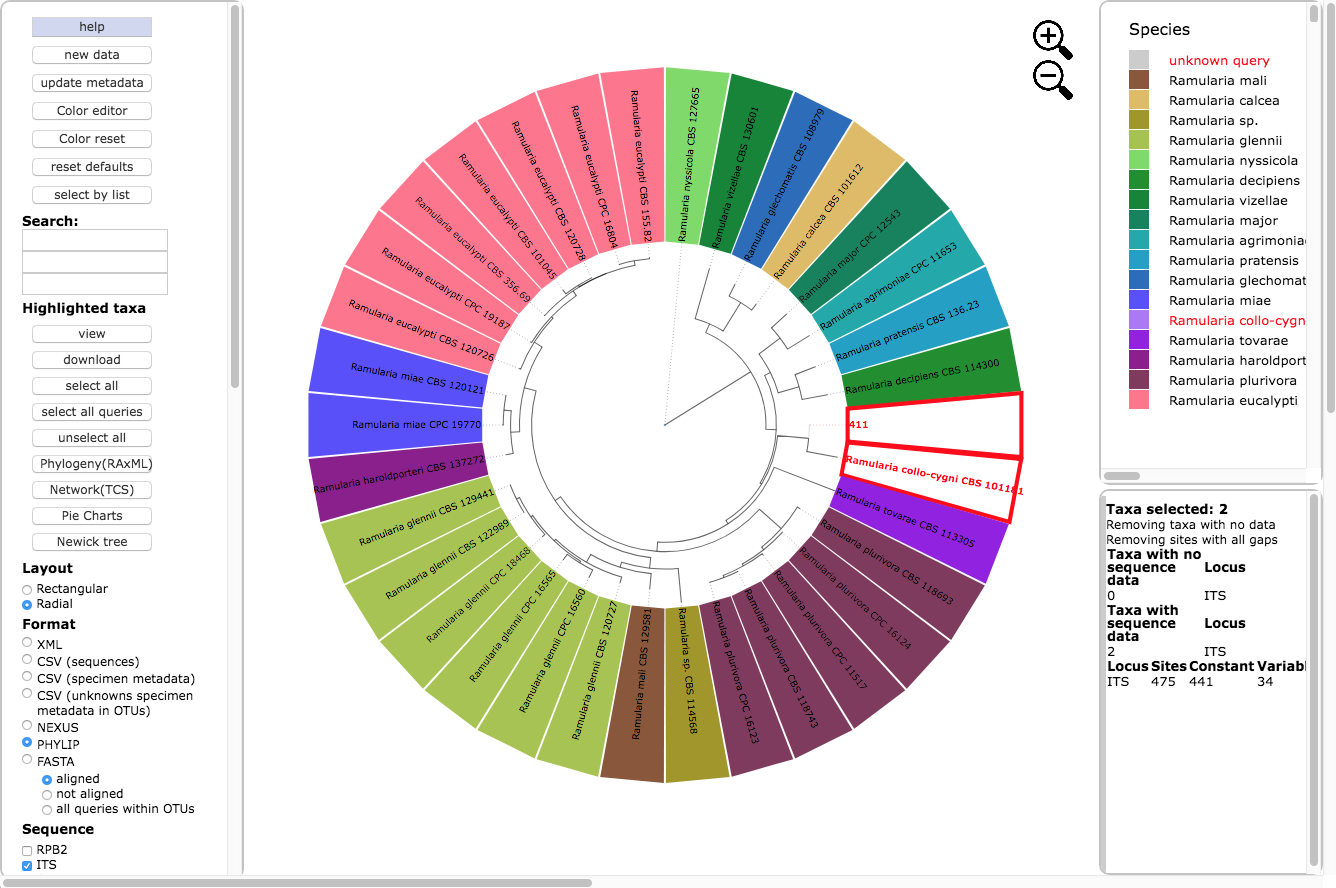 help
new data
update metadata
Color editor
Color reset
reset defaults
select by list
Search:
Highlighted taxa
view
download
select all
select all queries
unselect all
Phylogeny(RAxML)
Network(TCS)
Pie Charts
Newick tree
Layout
Rectangular
Radial
Format
XML
CSV (sequences)
CSV (specimen metadata)
CSV (unknowns specimen
metadata in OTUs)
NEXUS
PHYLIP
FASTA
aligned
not aligned
all queries within OTUs
Sequence
RPB2
ITS
Ramularia nyssicola CBS 127665
Ramularia vizellae CBS 130601
Ramularia glechomatis CBS 108979
Ramularia calcea CBS 101612
Ramularia major CPC 12543
Ramularia agrimoniae CPC 11653
Ramularia pratensis CBS 136.23
Ramularia decipiens CBS 114300
411
Ramularia collo-cygni CBS 101181
Ramularia tovarae CBS 113305
Ramularia plurivora CBS 118693
Ramularia plurivora CPC 16124
Ramularia plurivora CPC 11517
Ramularia plurivora CBS 118743
Ramularia plurivora CPC 16123
Ramularia sp. CBS 114568
Ramularia mali CBS 129581
Ramularia glennii CBS 120727
Ramularia glennii CPC 16560
Ramularia glennii CPC 16565
Ramularia glennii CPC 18468
Ramularia glennii CBS 122989
Ramularia glennii CBS 129441
Ramularia haroldporteri CBS 137272
Ramularia miae CPC 19770
Ramularia miae CBS 120121
Ramularia eucalypti CBS 120726
Ramularia eucalypti CPC 19187
Ramularia eucalypti CBS 356.69
Ramularia eucalypti CBS 101045
Ramularia eucalypti CBS 120728
Ramularia eucalypti CPC 16804
Ramularia eucalypti CBS 155.82
Species
unknown query
Ramularia mali
Ramularia calcea
Ramularia sp.
Ramularia glennii
Ramularia nyssicola
Ramularia decipiens
Ramularia vizellae
Ramularia major
Ramularia agrimonia
Ramularia pratensis
Ramularia glechomat
Ramularia miae
Ramularia collo-cygn
Ramularia tovarae
Ramularia haroldport
Ramularia plurivora
Ramularia eucalypti
Taxa selected: 2
Removing taxa with no data
Removing sites with all gaps
Taxa with no
sequence Locus
data
0 ITS
Taxa with
sequence Locus
data
2 ITS
Locus Sites Constant Variabl
ITS 475 441 34